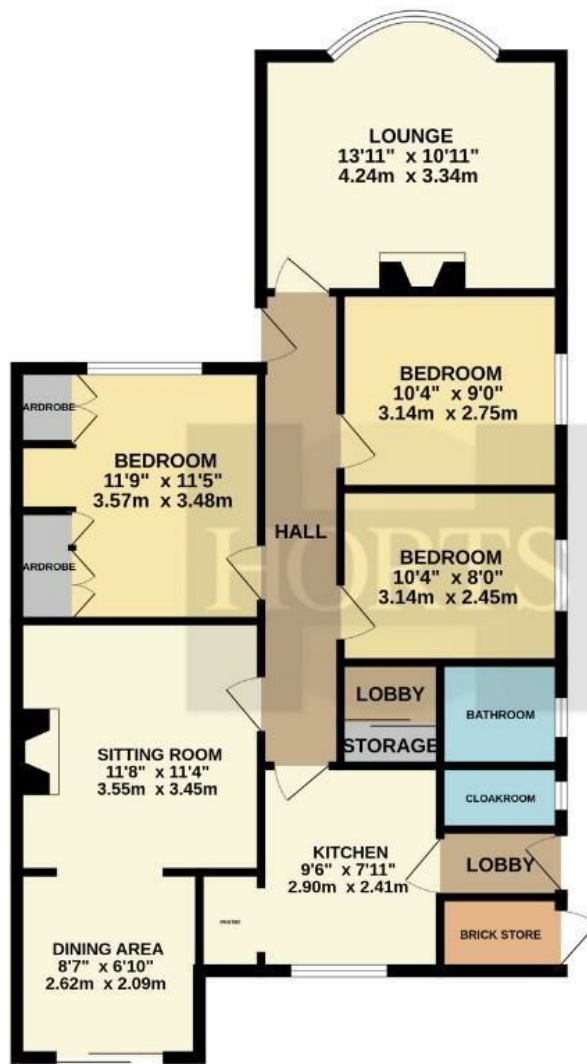 LOUNGE
13'11" x 10'11"
4.24m x 3.34m
BEDROOM
10'4" x 9'0"
3.14m x 2.75m
ARDROBE
BEDROOM
11'9" x 11'5"
3.57m x 3.48m
HALL
HORTS
BEDROOM
10'4" x 8'0"
3.14m x 2.45m
ARDROBE
LOBBY
BATHROOM
STORAGE
SITTING ROOM
11'8" x 11'4"
3.55m x 3.45m
CLOAKROOM
KITCHEN
9'6" x 7'11"
2.90m x 2.41m
LOBBY
PANTRY
BRICK STORE
DINING AREA
8'7" x 6'10"
2.62m x 2.09m